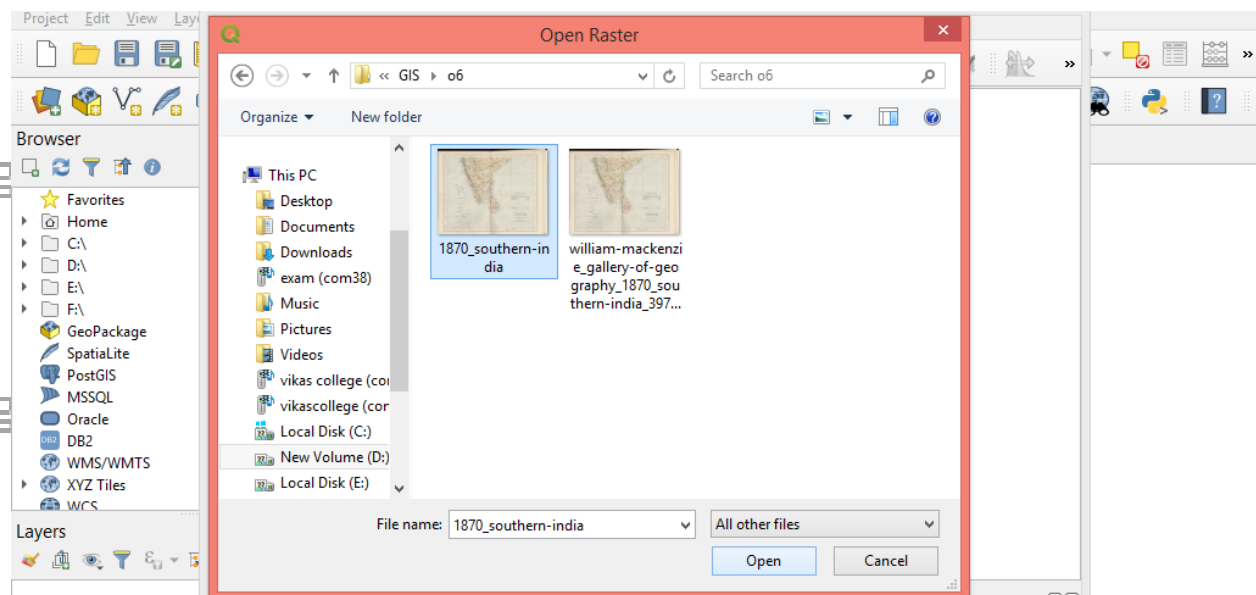 Project Edit View Lay
Open Raster
« GIS o6
Search o6
Organize New folder
Browser
Favorites
Home
C:\
D:\
E:\
F:\
GeoPackage
SpatiaLite
PostGIS
MSSQL
Oracle
DB2
WMS/WMTS
XYZ Tiles
WCS
Layers
This PC
Desktop
Documents
Downloads
exam (com38)
Music
Pictures
Videos
vikas college (co
vikascollege (cor
Local Disk (C:)
New Volume (D:)
Local Disk (E:)
1870_southern-in
dia
william-mackenzi
e_gallery-of-geo
graphy_1870_sou
thern-india_397...
File name: 1870_southern-india
All other files
Open Cancel